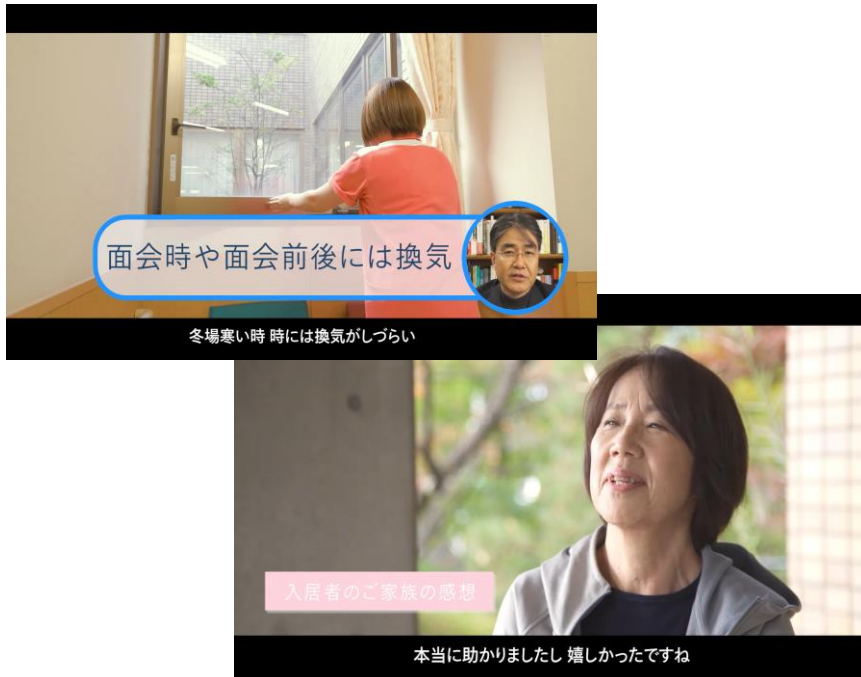 面会時や面会前後には換気
冬場寒い時 時には換気がしづらい
入居者のご家族の感想
本当に助かりましたし 嬉しかったですね